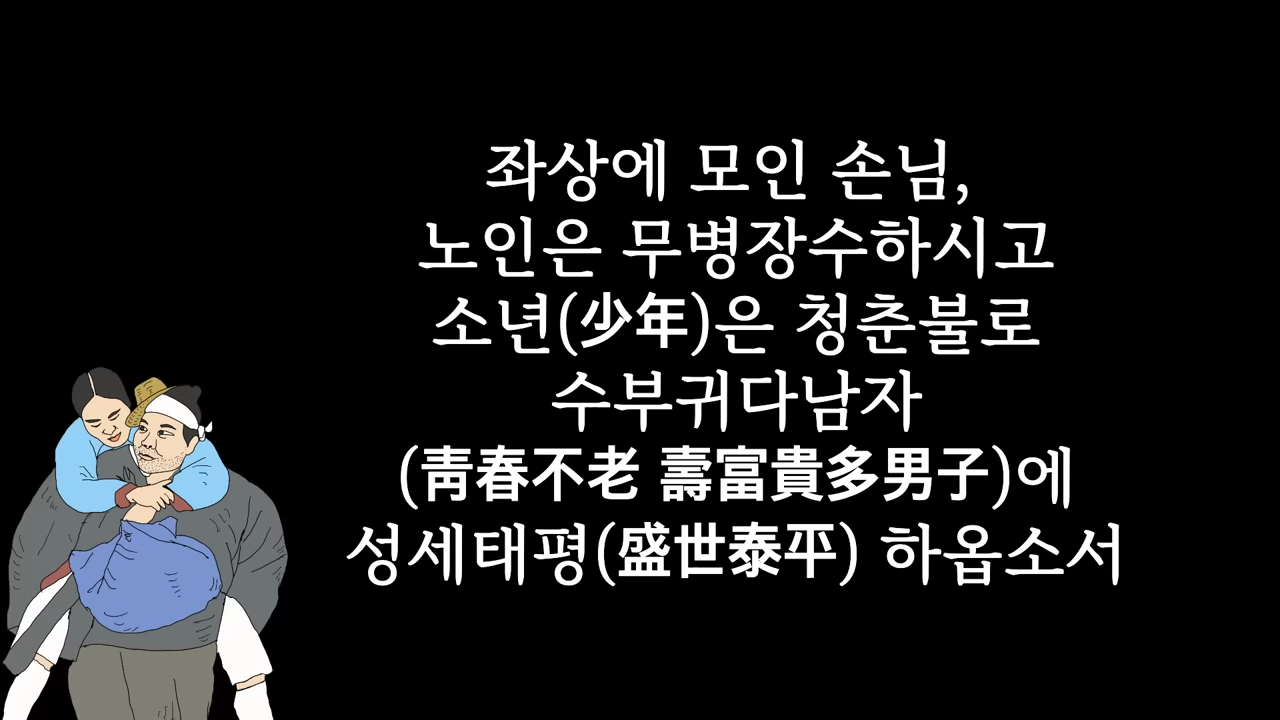 좌상에 모인 손님,
노인은 무병장수하시고
소년(少年)은 청춘불로
수부귀다남자
(靑春不老 壽富貴多男子)에
성세태평(盛世泰平) 하옵소서